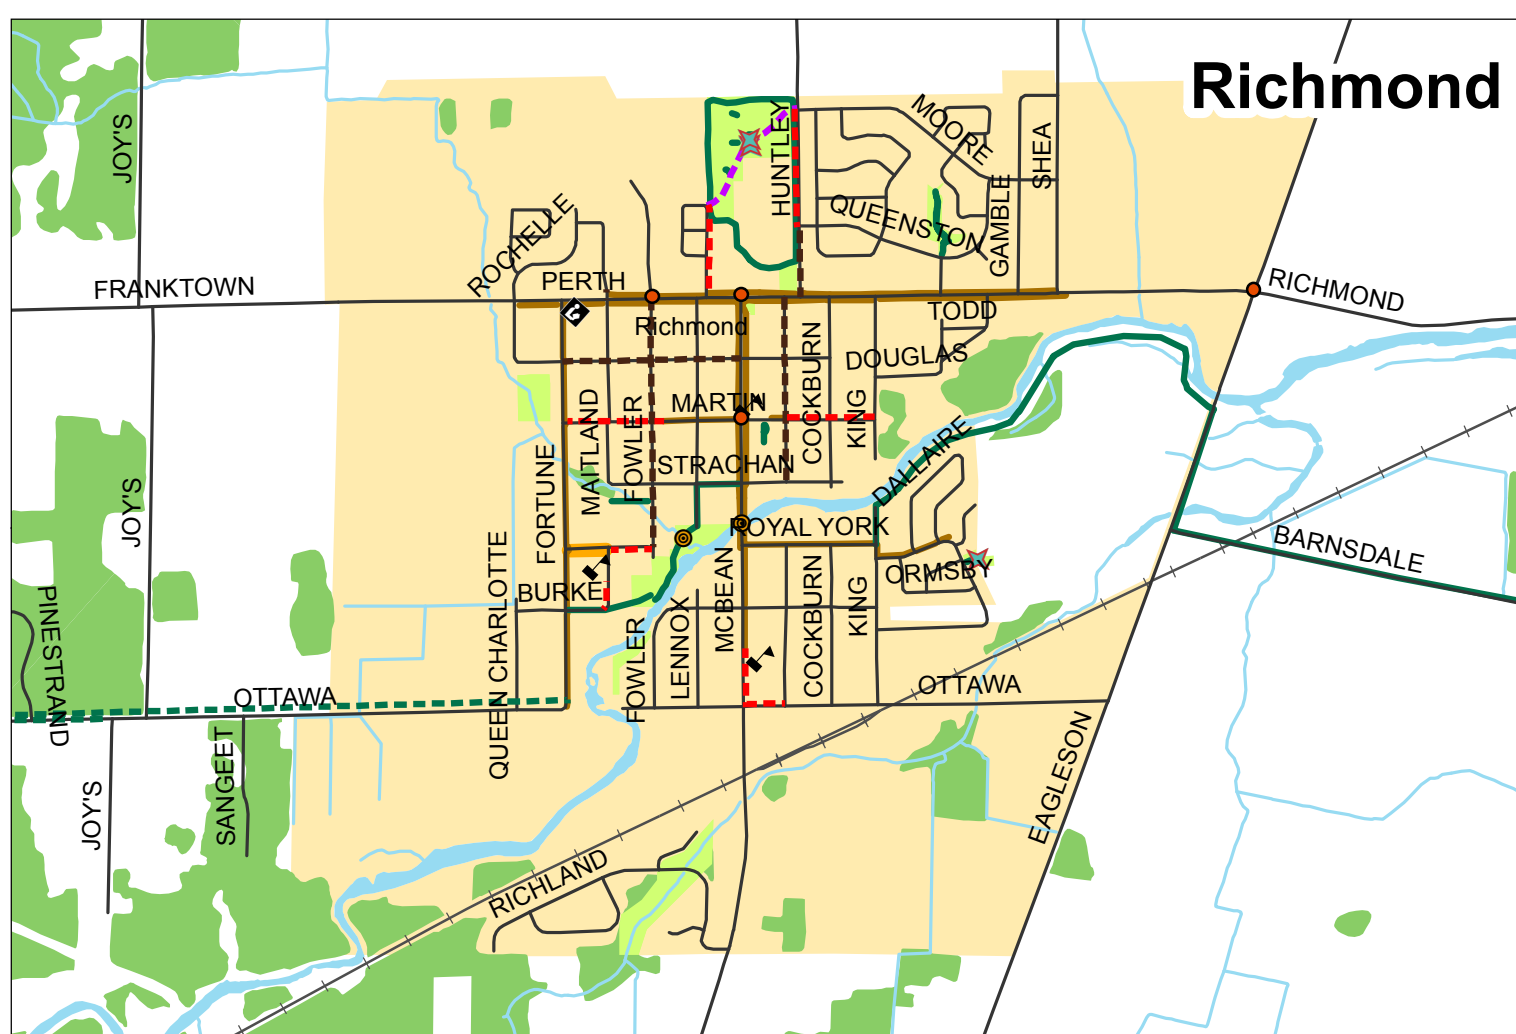 Richmond
MOORE
HUNTLEY
JOY'S
SHEA
QUEENSTON
GAMBLE
ROCHELLE
PERTH
FRANKTOWN
RICHMOND
TODD
Richmond
DOUGLAS
COCKBURN
MARTIN
KING
MAITLAND
FOWLER
DALLAIRE
STRACHAN
FORTUNE
JOY'S
ROYAL YORK
BARNSDALE
BURKE
ORMSBY
QUEEN CHARLOTTE
MCBEAN
COCKBURN
KING
PINESTRAND
LENNOX
FOWLER
OTTAWA
OTTAWA
SANGEET
EAGLESON
JOY'S
RICHLAND